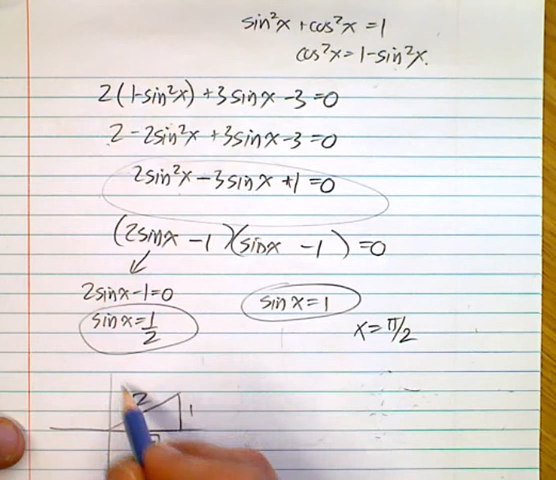 sin²x + cos²x = 1
cos²x = 1 - sin²x.
2(1-sin²x) + 3sinx - 3 = 0
2 - 2sin²x + 3sinx - 3 = 0
2sin²x - 3sinx + 1 = 0
(2sinx - 1)(sinx - 1) = 0
2sinx - 1 = 0
sinx = 1
sinx = 1/2
x = π/2
2
1